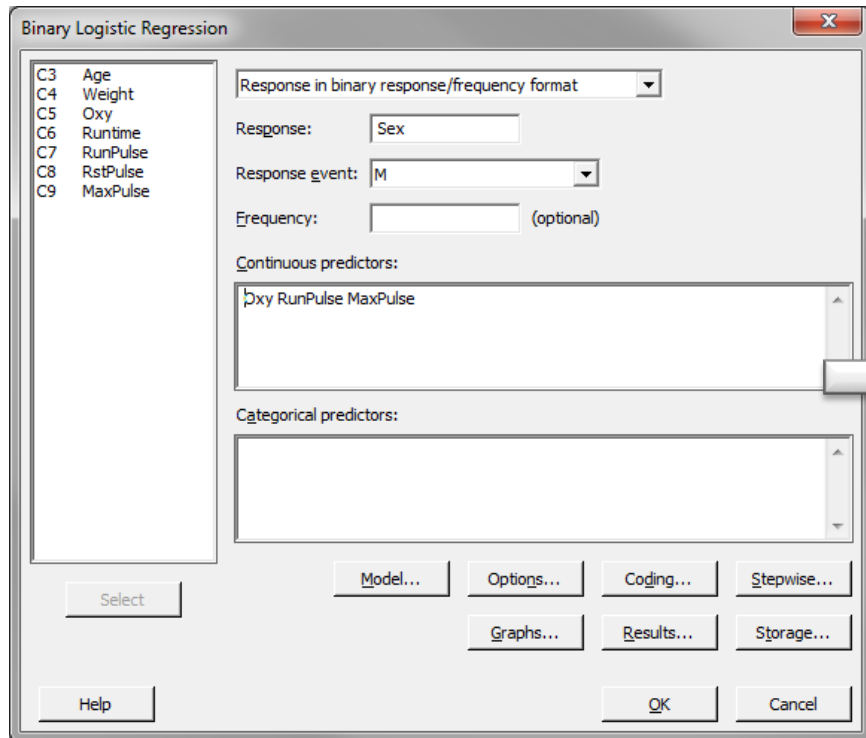 Binary Logistic Regression
C3 Age
C4 Weight
C5 Oxy
C6 Runtime
C7 RunPulse
C8 RstPulse
C9 MaxPulse
Response in binary response/frequency format
Response: Sex
Response event: M
Frequency: (optional)
Continuous predictors:
Oxy RunPulse MaxPulse
Categorical predictors:
Model... Options... Coding... Stepwise...
Select
Graphs... Results... Storage...
Help OK Cancel